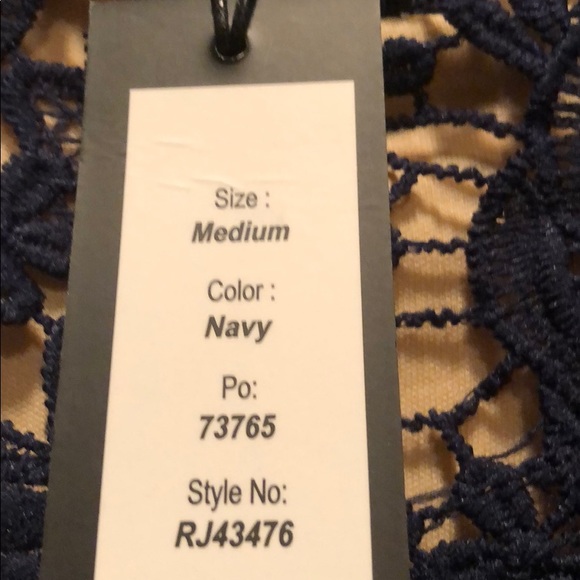 Size :
Medium
Color :
Navy
Po:
73765
Style No:
RJ43476